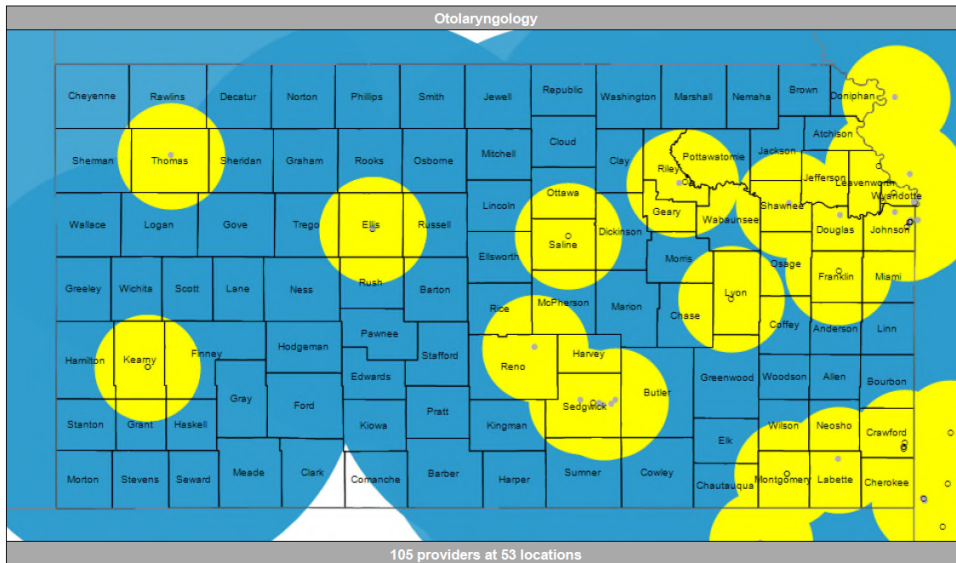 Otolaryngology
Cheyenne Rawlins Decatur Norton Phillips Smith Jewell Republic Washington Marshall Nemaha Brown Doniphan
Sherman Thomas Sheridan Graham Rooks Osborne Mitchell Cloud Clay Riley Pottawatomie Jackson Atchison
Jefferson Leavenworth Wyandotte
Wallace Logan Gove Trego Ellis Russell Lincoln Ottawa Saline Dickinson Geary Wabaunsee Shawnee Douglas Johnson
Greeley Wichita Scott Lane Ness Rush Barton Ellsworth Rice McPherson Marion Morris Chase Lyon Osage Franklin Miami
Hamilton Kearny Finney Hodgeman Pawnee Stafford Reno Harvey Coffey Anderson Linn
Gray Ford Edwards Kiowa Pratt Kingman Sedgwick Butler Greenwood Woodson Allen Bourbon
Stanton Grant Haskell Elk Wilson Neosho Crawford
Morton Stevens Seward Meade Clark Comanche Barber Harper Sumner Cowley Chautauqua Montgomery Labette Cherokee
105 providers at 53 locations